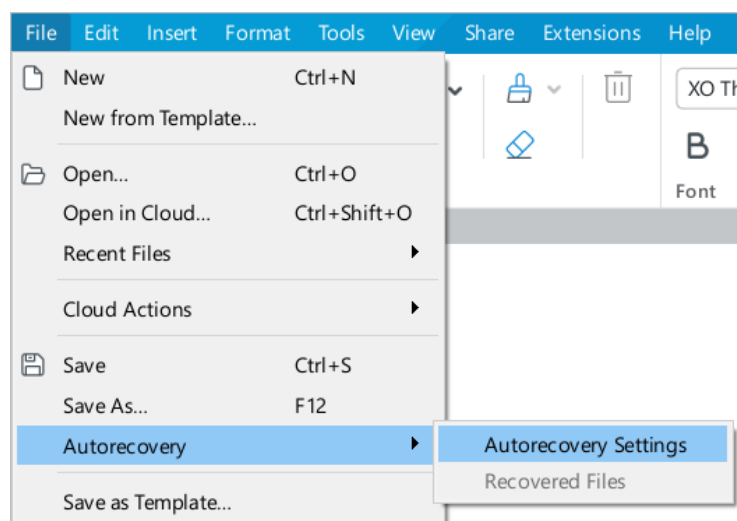 File Edit Insert Format Tools View Share Extensions Help
New Ctrl+N
New from Template...
Open... Ctrl+O
Open in Cloud... Ctrl+Shift+O
Recent Files
Cloud Actions
Save Ctrl+S
Save As... F12
Autorecovery
Save as Template...
Autorecovery Settings
Recovered Files
XO Th
B
Font